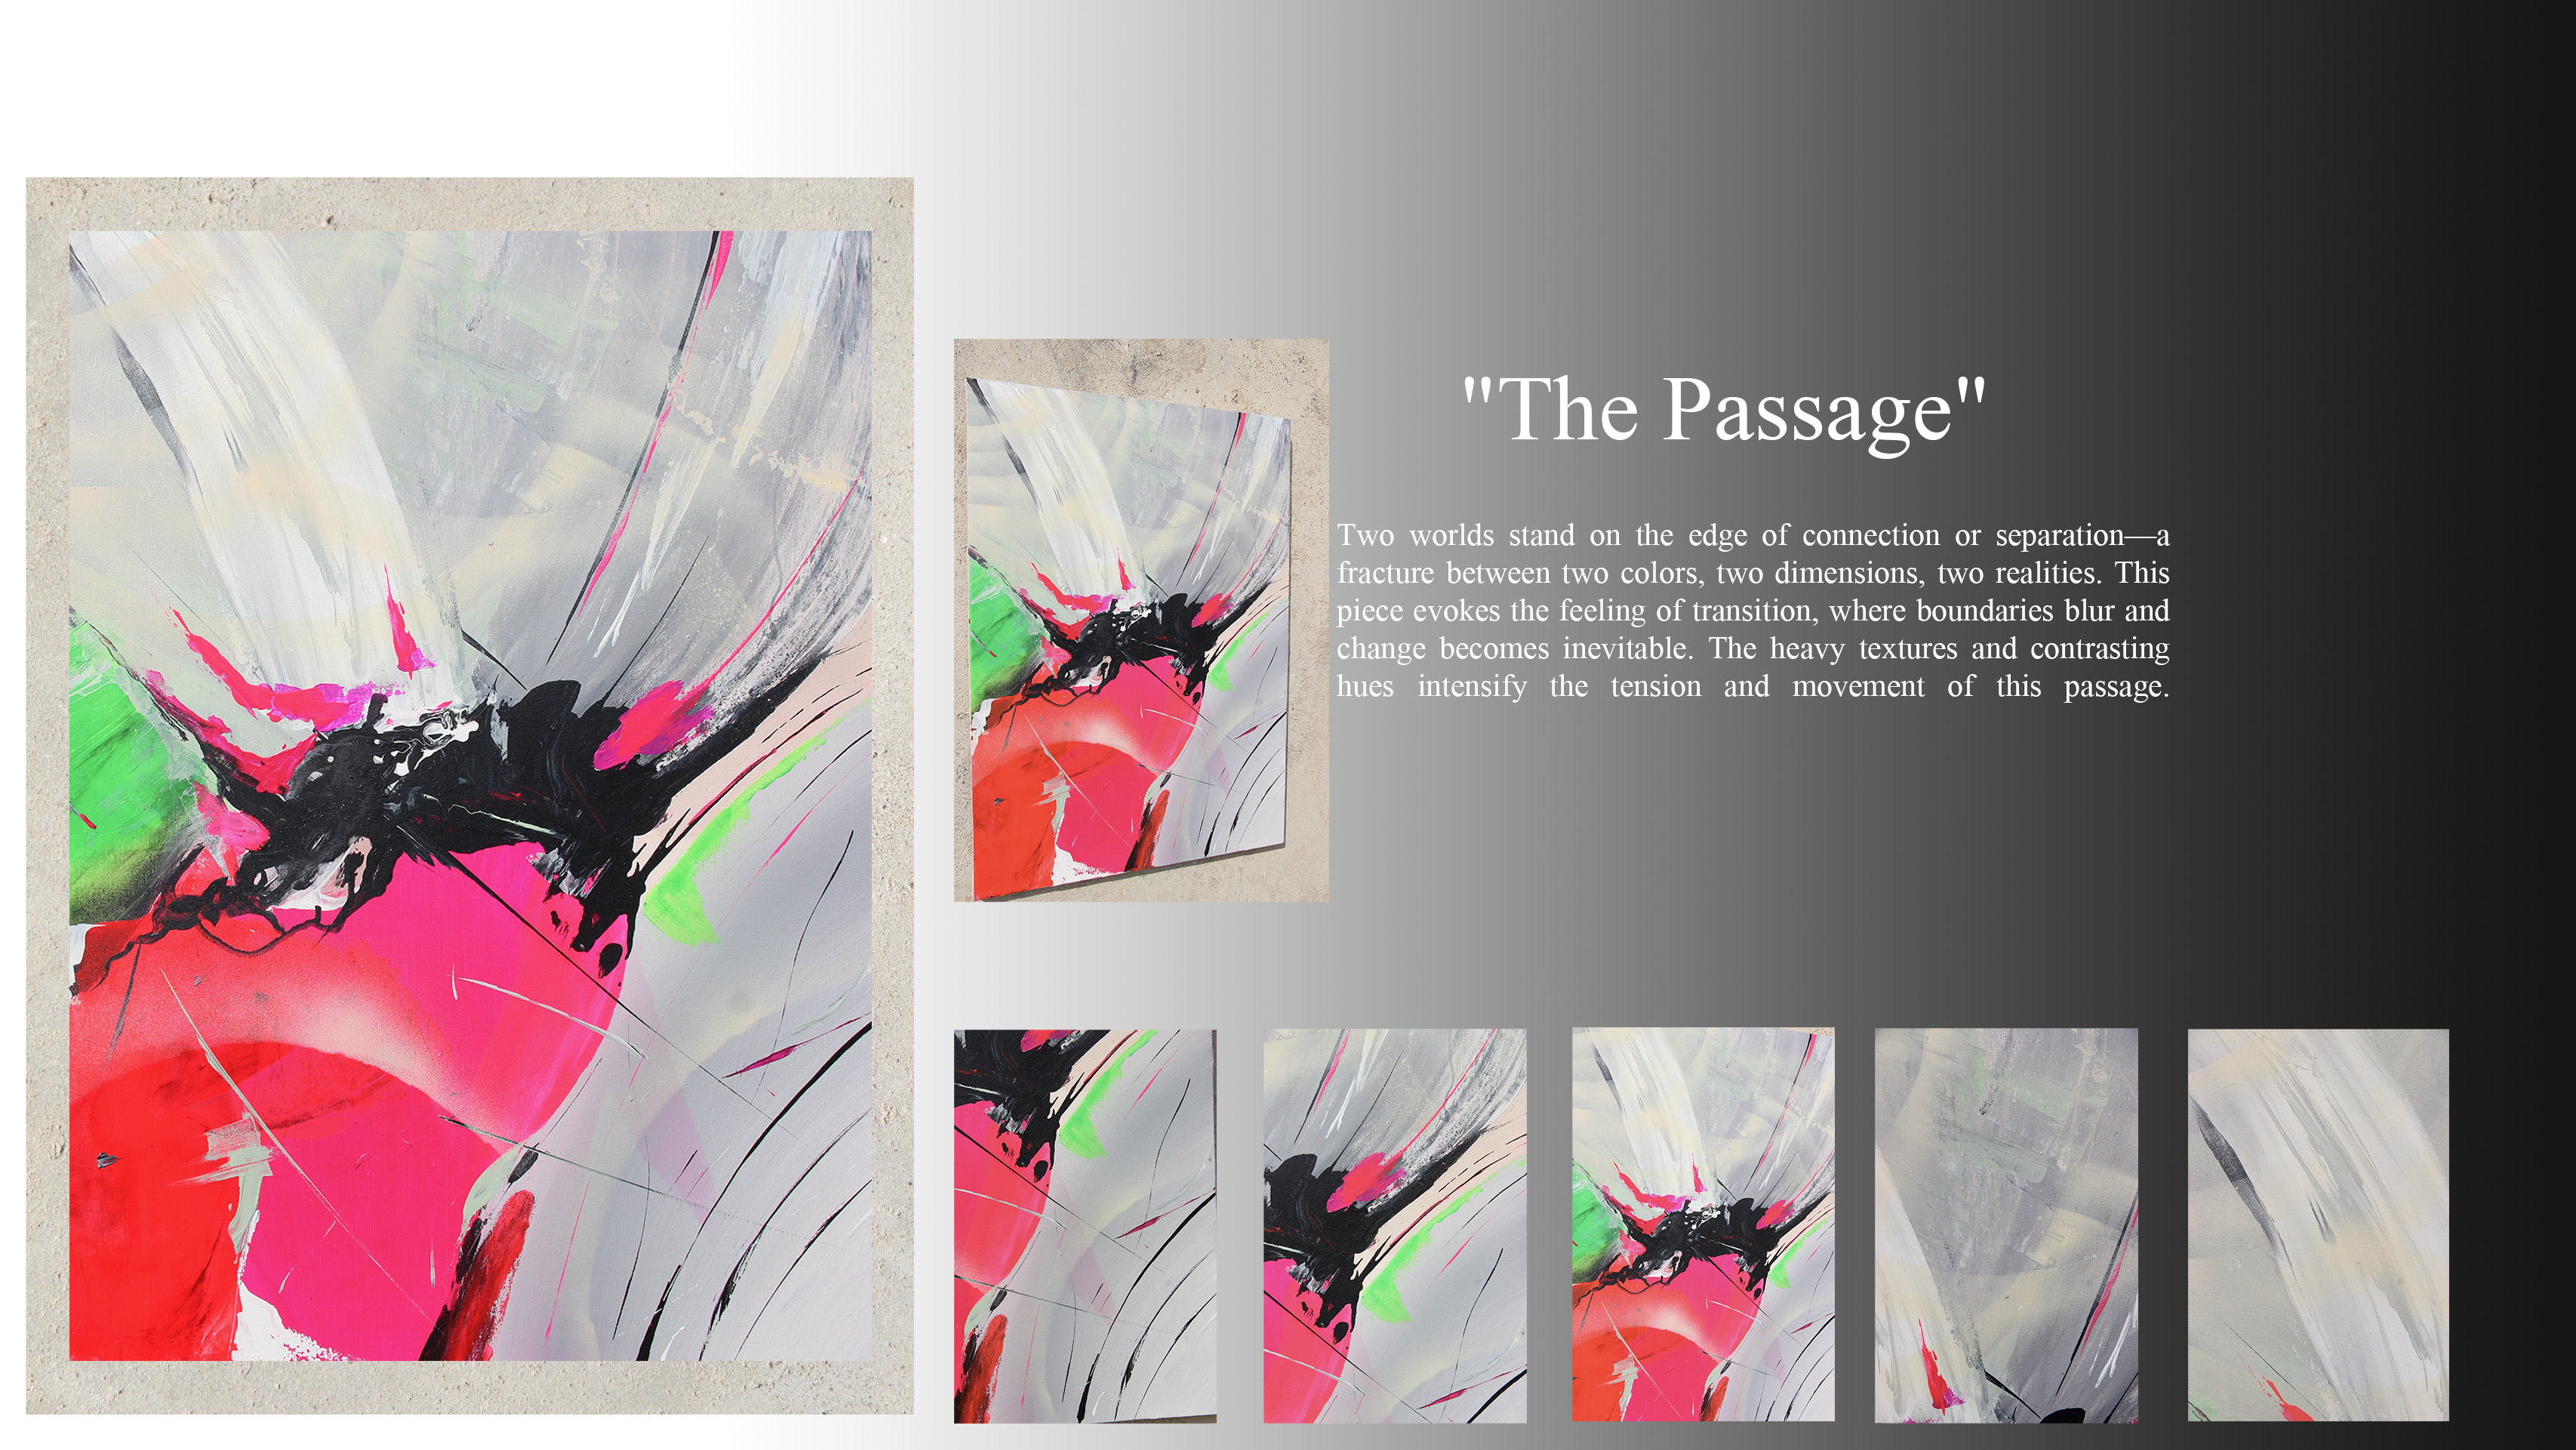 "The Passage"
Two worlds stand on the edge of connection or separation—a
fracture between two colors, two dimensions, two realities. This
piece evokes the feeling of transition, where boundaries blur and
change becomes inevitable. The heavy textures and contrasting
hues intensify the tension and movement of this passage.